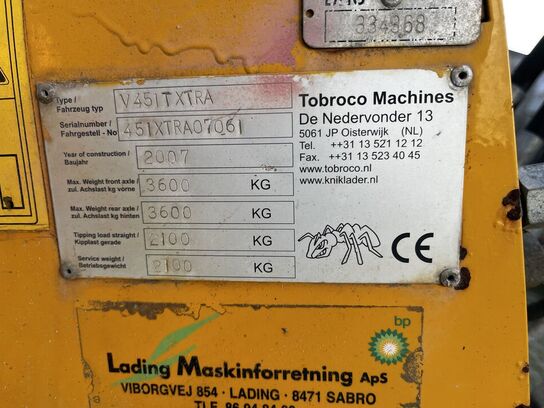 334868
Type /
Fahrzeug typ
V451TXTRA
Serialnumber /
Fahrgestell - No
451XTRA07061
Year of construction /
Baujahr
2007
Max. Weight front axle /
zul. Achslast kg vorne
3600 KG
Max. Weight rear axle /
zul. Achslast kg hinten
3600 KG
Tipping load straight /
Kipplast gerade
2100 KG
Service weight /
Betriebsgewicht
2100 KG
Tobroco Machines
De Nedervonder 13
5061 JP Oisterwijk (NL)
Tel. ++31 13 521 12 12
Fax. ++31 13 523 40 45
www.tobroco.nl
www.kniklader.nl
CE
bp
Lading Maskinforretning ApS
VIBORGVEJ 854 · LADING · 8471 SABRO